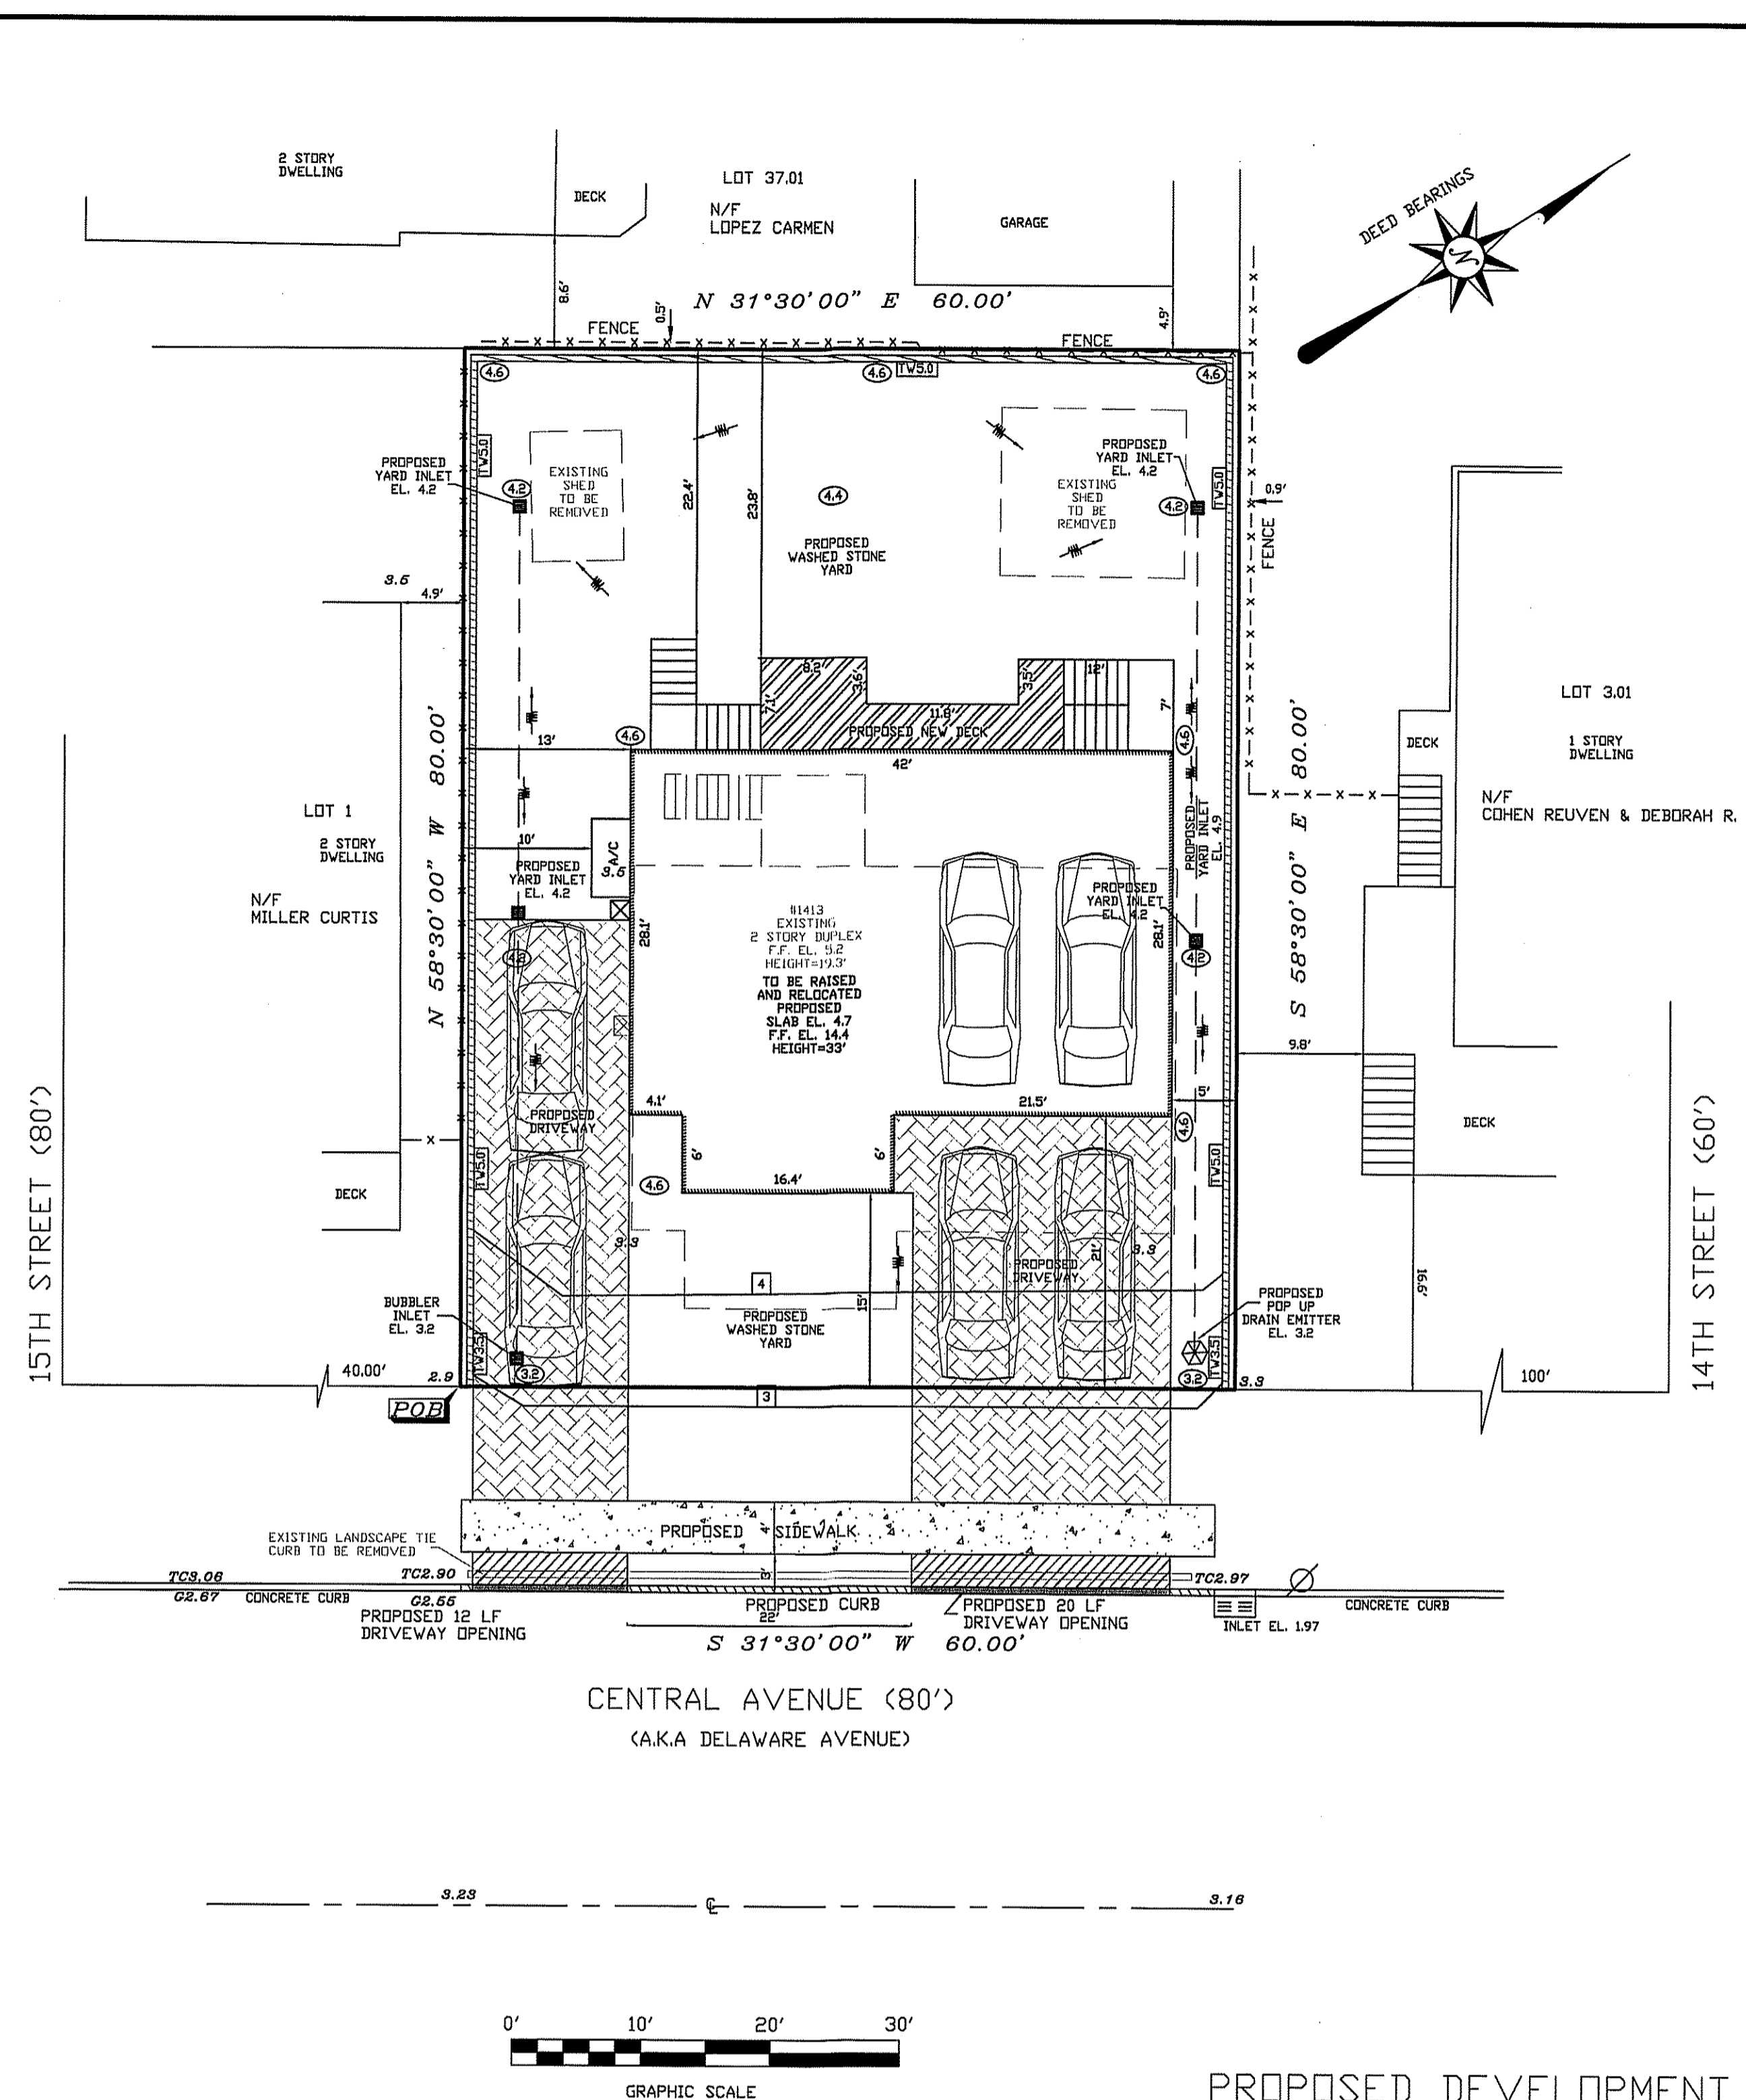 2 STORY
DWELLING
DECK
LOT 37.01
N/F
LOPEZ CARMEN
GARAGE
DEED BEARINGS
N
8.6'
0.5'
N 31°30'00" E 60.00'
4.9'
FENCE
FENCE
4.6
4.6
TW5.0
4.6
TW5.0
PROPOSED
YARD INLET
EL. 4.2
4.2
EXISTING
SHED
TO BE
REMOVED
22.4'
23.8'
4.4
PROPOSED
WASHED STONE
YARD
PROPOSED
YARD INLET
EL. 4.2
EXISTING
SHED
TO BE
REMOVED
4.2
TW5.0
0.9'
FENCE
3.5
4.9'
LOT 3.01
1 STORY
DWELLING
DECK
N/F
COHEN REUVEN & DEBORAH R.
8.2'
3.6'
7.1'
11.8'
3.5'
12'
7'
PROPOSED NEW DECK
13'
4.6
42'
4.6
N 58°30'00" W 80.00'
S 58°30'00" E 80.00'
LOT 1
2 STORY
DWELLING
N/F
MILLER CURTIS
10'
A/C
3.5
PROPOSED
YARD INLET
EL. 4.2
PROPOSED
YARD INLET
EL. 4.9
PROPOSED
YARD INLET
EL. 4.2
28.1'
28.1'
#1413
EXISTING
2 STORY DUPLEX
F.F. EL. 5.2
HEIGHT=19.3'
TO BE RAISED
AND RELOCATED
PROPOSED
SLAB EL. 4.7
F.F. EL. 14.4
HEIGHT=33'
4.2
9.8'
5'
4.1'
21.5'
4.6
PROPOSED
DRIVEWAY
DECK
DECK
TW5.0
6'
6'
16.4'
4.6
TW5.0
3.3
3.3
21'
PROPOSED
DRIVEWAY
4
15'
PROPOSED
WASHED STONE
YARD
BUBBLER
INLET
EL. 3.2
PROPOSED
POP UP
DRAIN EMITTER
EL. 3.2
16.9'
TW3.5
TW3.5
3.2
3.2
15TH STREET (80')
14TH STREET (60')
40.00'
2.9
3
3.3
100'
POB
EXISTING LANDSCAPE TIE
CURB TO BE REMOVED
PROPOSED 4' SIDEWALK
3'
TC3.06
TC2.90
TC2.97
G2.67
CONCRETE CURB
G2.55
PROPOSED 12 LF
DRIVEWAY OPENING
PROPOSED CURB
22'
PROPOSED 20 LF
DRIVEWAY OPENING
INLET EL. 1.97
CONCRETE CURB
S 31°30'00" W 60.00'
CENTRAL AVENUE (80')
(A.K.A DELAWARE AVENUE)
3.23
3.16
0' 10' 20' 30'
GRAPHIC SCALE
PROPOSED DEVELOPMENT